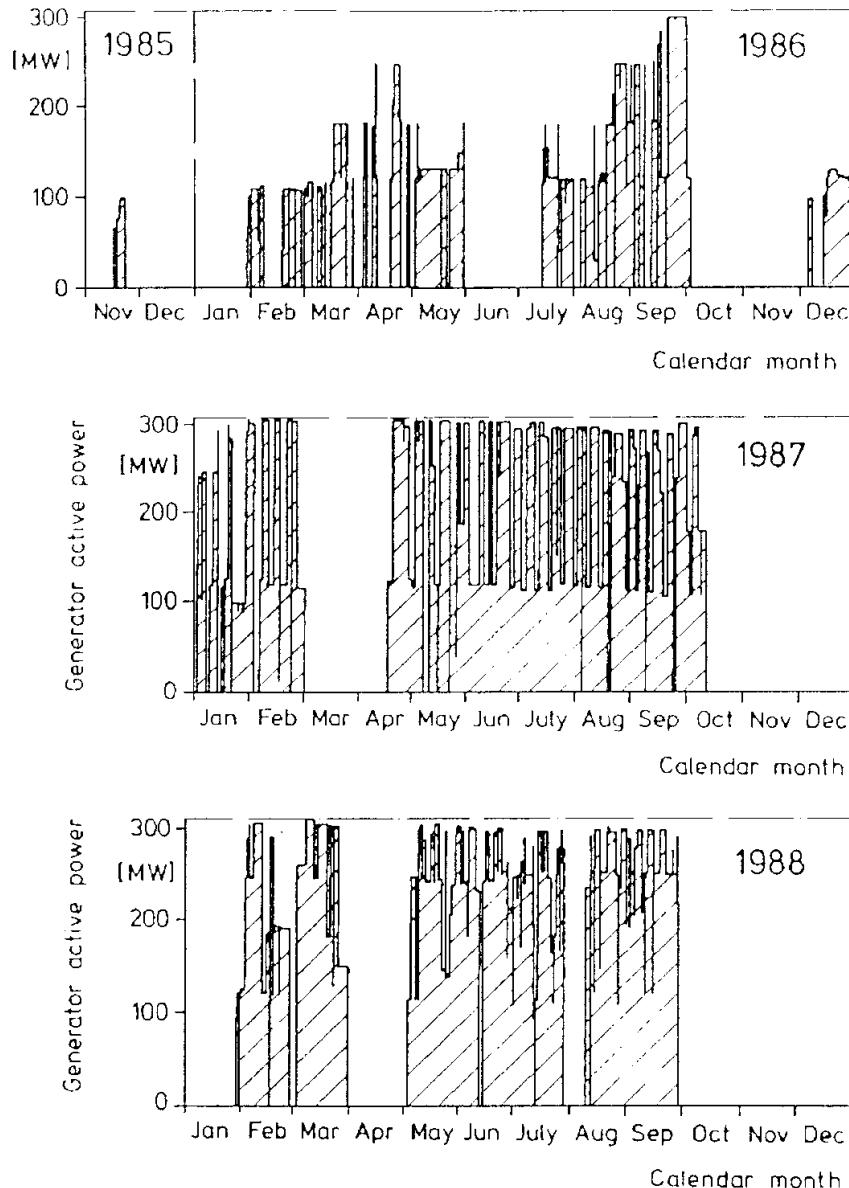 300
[MW]
1985
1986
200
100
0
Nov Dec Jan Feb Mar Apr May Jun July Aug Sep Oct Nov Dec
Calendar month
Generator active power
300
[MW]
1987
200
100
0
Jan Feb Mar Apr May Jun July Aug Sep Oct Nov Dec
Calendar month
Generator active power
300
[MW]
1988
200
100
0
Jan Feb Mar Apr May Jun July Aug Sep Oct Nov Dec
Calendar month